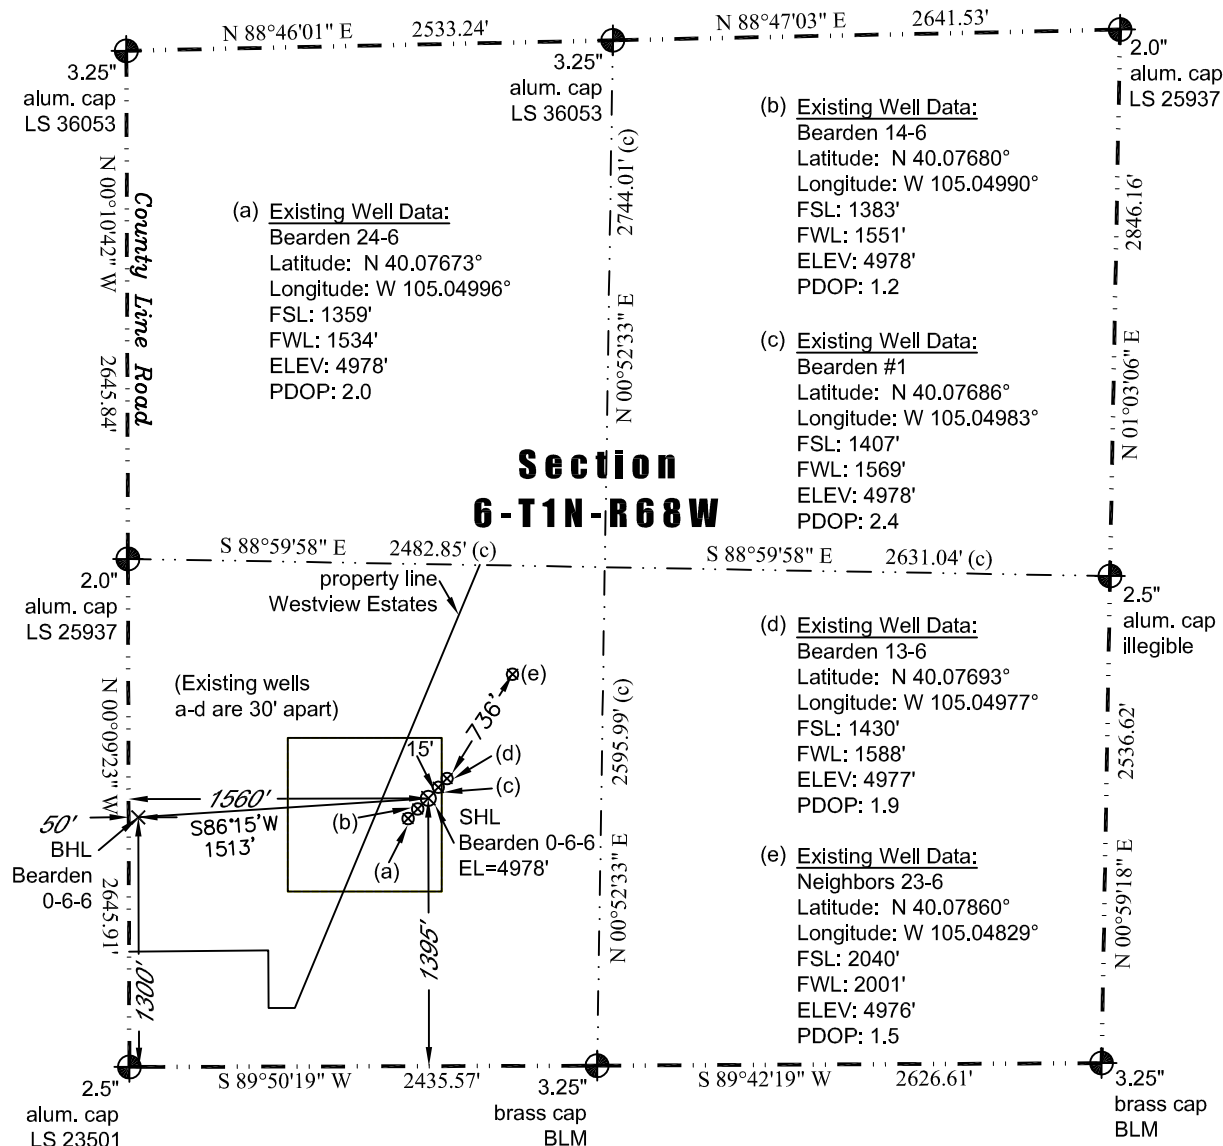 N 88°46'01" E 2533.24'
N 88°47'03" E 2641.53'
3.25"
alum. cap
LS 36053
3.25"
alum. cap
LS 36053
2.0"
alum. cap
LS 25937
N 00°10'42" W 2645.84'
County Line Road
(a) Existing Well Data:
Bearden 24-6
Latitude: N 40.07673°
Longitude: W 105.04996°
FSL: 1359'
FWL: 1534'
ELEV: 4978'
PDOP: 2.0
N 00°52'33" E 2744.01' (c)
(b) Existing Well Data:
Bearden 14-6
Latitude: N 40.07680°
Longitude: W 105.04990°
FSL: 1383'
FWL: 1551'
ELEV: 4978'
PDOP: 1.2
(c) Existing Well Data:
Bearden #1
Latitude: N 40.07686°
Longitude: W 105.04983°
FSL: 1407'
FWL: 1569'
ELEV: 4978'
PDOP: 2.4
N 01°03'06" E 2846.16'
Section
6-T1N-R68W
S 88°59'58" E 2482.85' (c)
S 88°59'58" E 2631.04' (c)
2.0"
alum. cap
LS 25937
property line
Westview Estates
2.5"
alum. cap
illegible
(Existing wells
a-d are 30' apart)
N 00°09'23" W 2645.91'
(e)
736'
15'
(d)
(c)
1560'
S86°15'W
1513'
50'
BHL
Bearden
0-6-6
(b)
(a)
SHL
Bearden 0-6-6
EL=4978'
1395'
1300'
N 00°52'33" E 2595.99' (c)
(d) Existing Well Data:
Bearden 13-6
Latitude: N 40.07693°
Longitude: W 105.04977°
FSL: 1430'
FWL: 1588'
ELEV: 4977'
PDOP: 1.9
(e) Existing Well Data:
Neighbors 23-6
Latitude: N 40.07860°
Longitude: W 105.04829°
FSL: 2040'
FWL: 2001'
ELEV: 4976'
PDOP: 1.5
N 00°59'18" E 2536.62'
S 89°50'19" W 2435.57'
S 89°42'19" W 2626.61'
2.5"
alum. cap
LS 23501
3.25"
brass cap
BLM
3.25"
brass cap
BLM